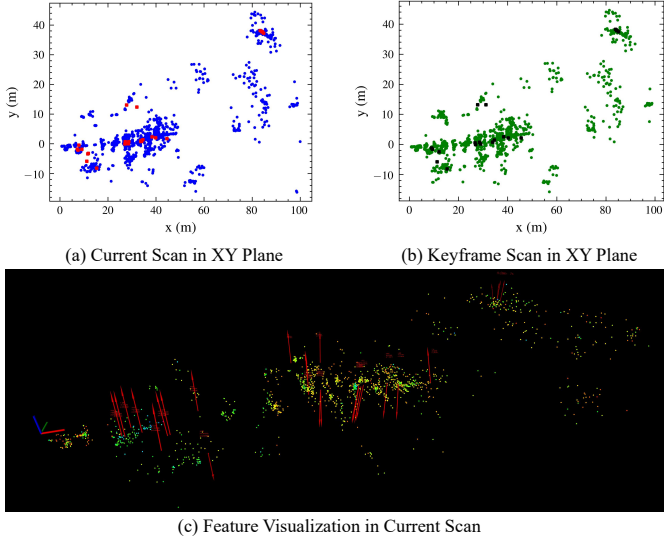 40
30
20
10
0
−10
y (m)
0 20 40 60 80 100
x (m)
(a) Current Scan in XY Plane
40
30
20
10
0
−10
y (m)
0 20 40 60 80 100
x (m)
(b) Keyframe Scan in XY Plane
(c) Feature Visualization in Current Scan